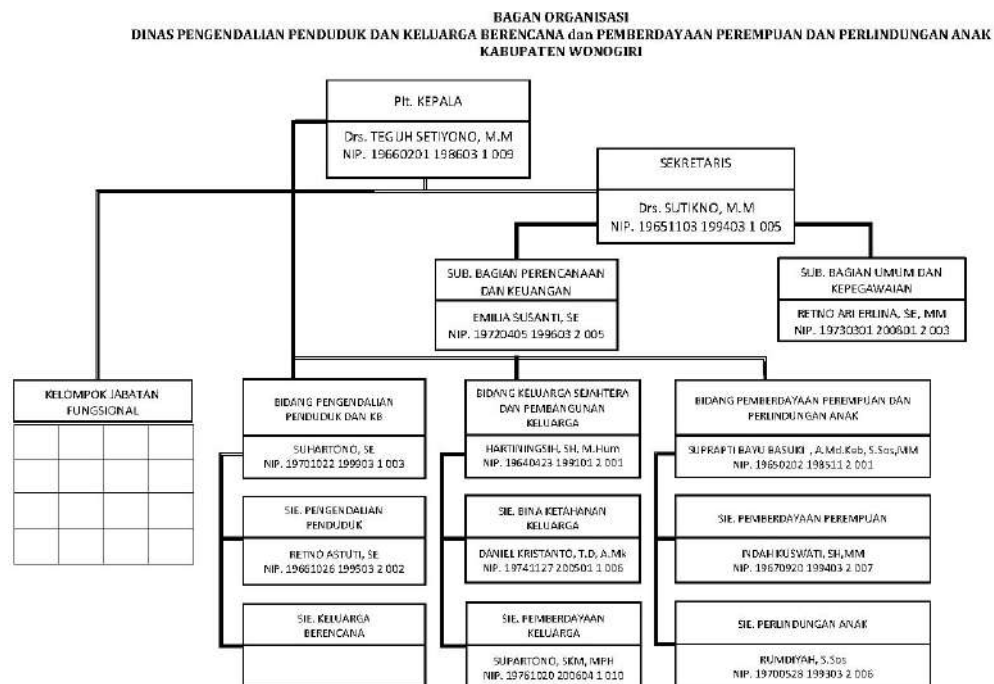 BAGAN ORGANISASI
DINAS PENGENDALIAN PENDUDUK DAN KELUARGA BERENCANA dan PEMBERDAYAAN PEREMPUAN DAN PERLINDUNGAN ANAK
KABUPATEN WONOGIRI
Plt. KEPALA
Drs. TEGUH SETIYONO, M.M
NIP. 19660201 198603 1 009
SEKRETARIS
Drs. SUTIKNO, M.M
NIP. 19651103 199403 1 005
SUB. BAGIAN PERENCANAAN
DAN KEUANGAN
EMILIA SUSANTI, SE
NIP. 19720405 199603 2 005
SUB. BAGIAN UMUM DAN
KEPEGAWAIAN
RETNO ARI ERLINA, SE, MM
NIP. 19730301 200801 2 003
KELOMPOK JABATAN
FUNGSIONAL
BIDANG PENGENDALIAN
PENDUDUK DAN KB
SUHARTONO, SE
NIP. 19701022 199903 1 003
SIE. PENGENDALIAN
PENDUDUK
RETNO ASTUTI, SE
NIP. 19661026 199503 2 002
SIE. KELUARGA
BERENCANA
BIDANG KELUARGA SEJAHTERA
DAN PEMBANGUNAN
KELUARGA
HARTININGSIH, SH, M.Hum
NIP. 19640423 199101 2 001
SIE. BINA KETAHANAN
KELUARGA
DANIEL KRISTANTO, T.D, A.Mk
NIP. 19741127 200501 1 006
SIE. PEMBERDAYAAN
KELUARGA
SUPARTONO, SKM, MPH
NIP. 19761020 200604 1 010
BIDANG PEMBERDAYAAN PEREMPUAN DAN
PERLINDUNGAN ANAK
SUPRAPTI BAYU BASUKI , A.Md.Keb, S.Sos,MM
NIP. 19650202 198511 2 001
SIE. PEMBERDAYAAN PEREMPUAN
INDAH KUSWATI, SH,MM
NIP. 19670920 199403 2 007
SIE. PERLINDUNGAN ANAK
RUMDIYAH, S.Sos
NIP. 19700528 199303 2 006